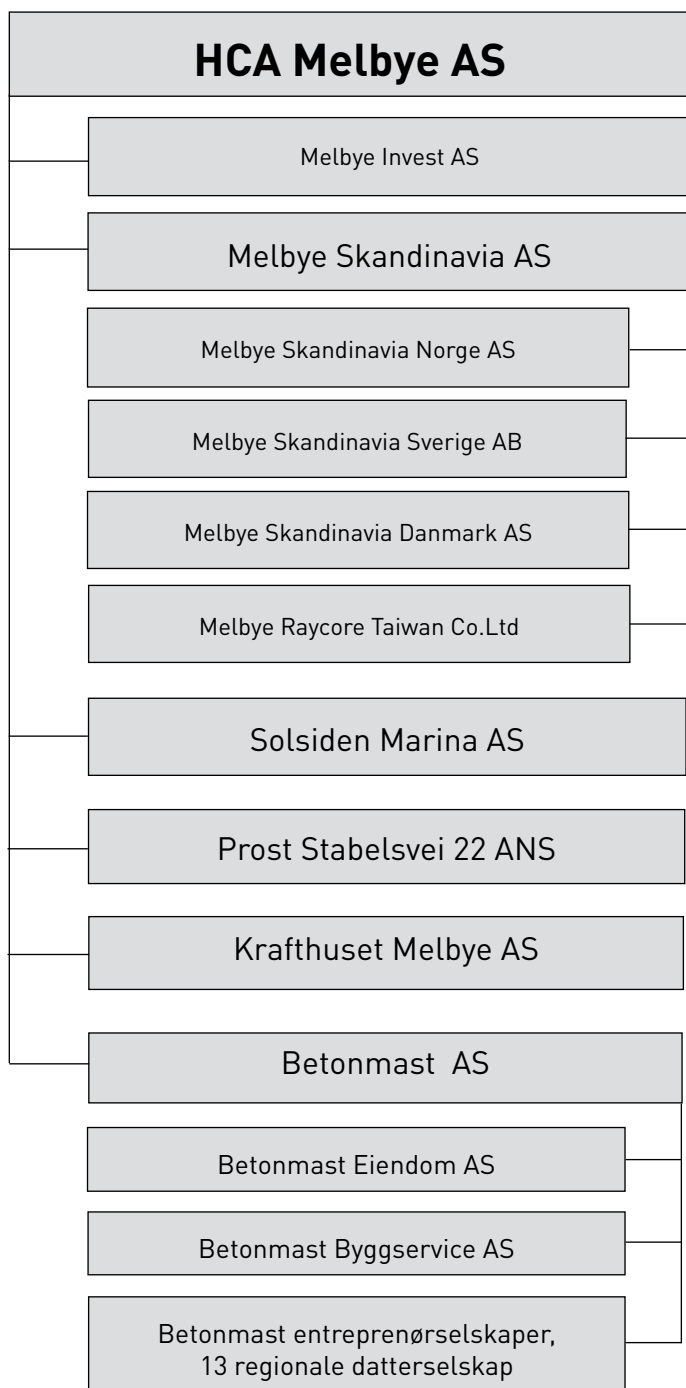 HCA Melbye AS
Melbye Invest AS
Melbye Skandinavia AS
Melbye Skandinavia Norge AS
Melbye Skandinavia Sverige AB
Melbye Skandinavia Danmark AS
Melbye Raycore Taiwan Co.Ltd
Solsiden Marina AS
Prost Stabelsvei 22 ANS
Krafthuset Melbye AS
Betonmast AS
Betonmast Eiendom AS
Betonmast Byggservice AS
Betonmast entreprenørselskaper,
13 regionale datterselskap